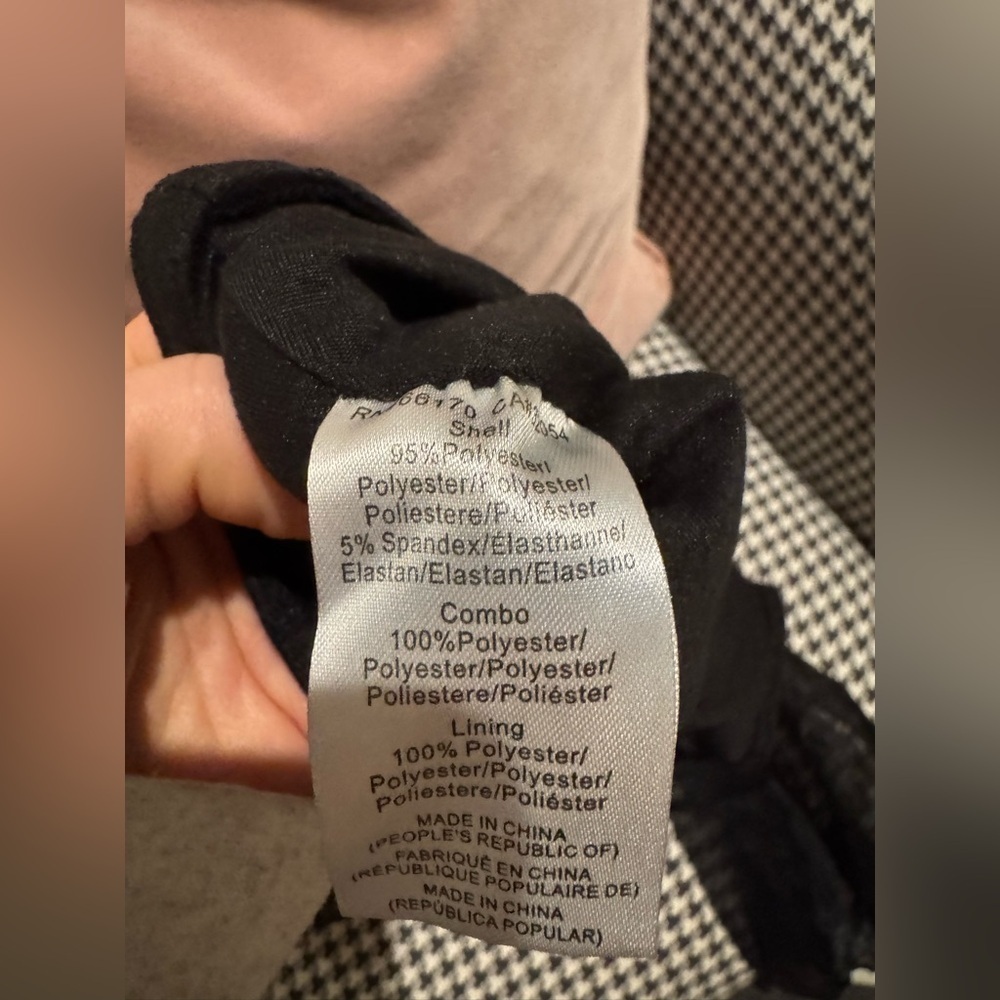 Shell
95%Polyester/
Polyester/Polyester/
Poliestere/Poliéster
5% Spandex/Élasthanne/
Elastan/Elastan/Elastano
Combo
100%Polyester/
Polyester/Polyester/
Poliestere/Poliéster
Lining
100% Polyester/
Polyester/Polyester/
Poliestere/Poliéster
MADE IN CHINA
(PEOPLE'S REPUBLIC OF)
FABRIQUÉ EN CHINA
(RÉPUBLIQUE POPULAIRE DE)
MADE IN CHINA
(REPÚBLICA POPULAR)